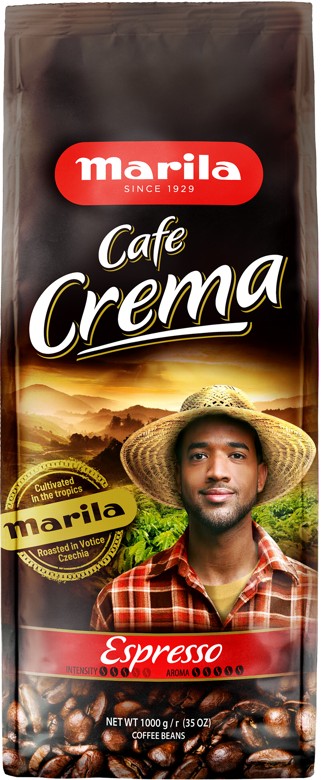 marila
SINCE 1929
Cafe
Crema
Cultivated
in the tropics
marila
Roasted in Votice
Czechia
Espresso
INTENSITY AROMA
NET WT 1000 g / r (35 OZ)
COFFEE BEANS